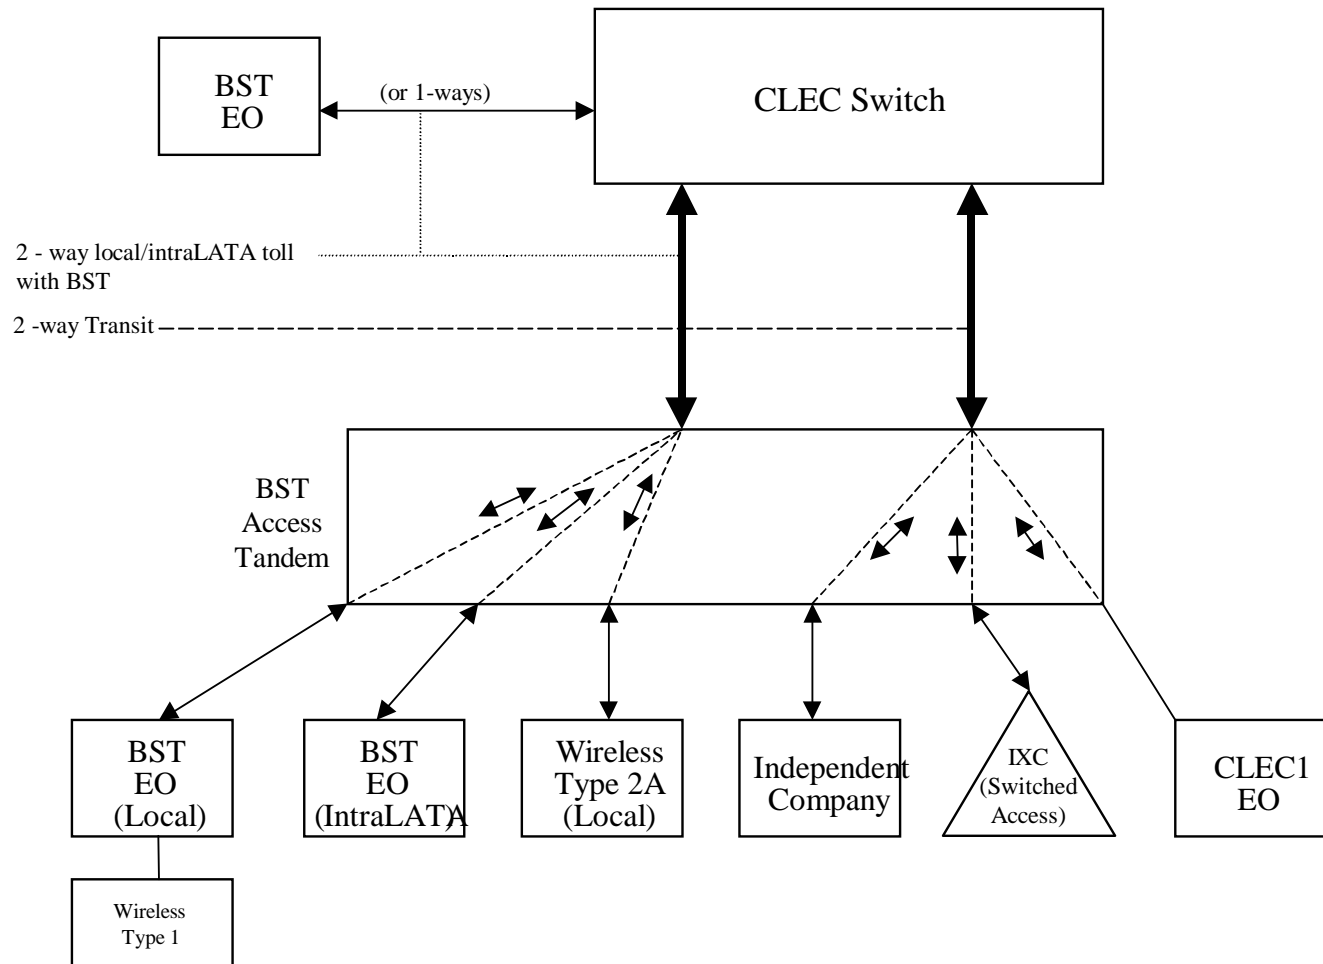 BST
EO
(or 1-ways)
CLEC Switch
2 - way local/intraLATA toll
with BST
2 -way Transit
BST
Access
Tandem
BST
EO
(Local)
BST
EO
(IntraLATA)
Wireless
Type 2A
(Local)
Independent
Company
IXC
(Switched
Access)
CLEC1
EO
Wireless
Type 1